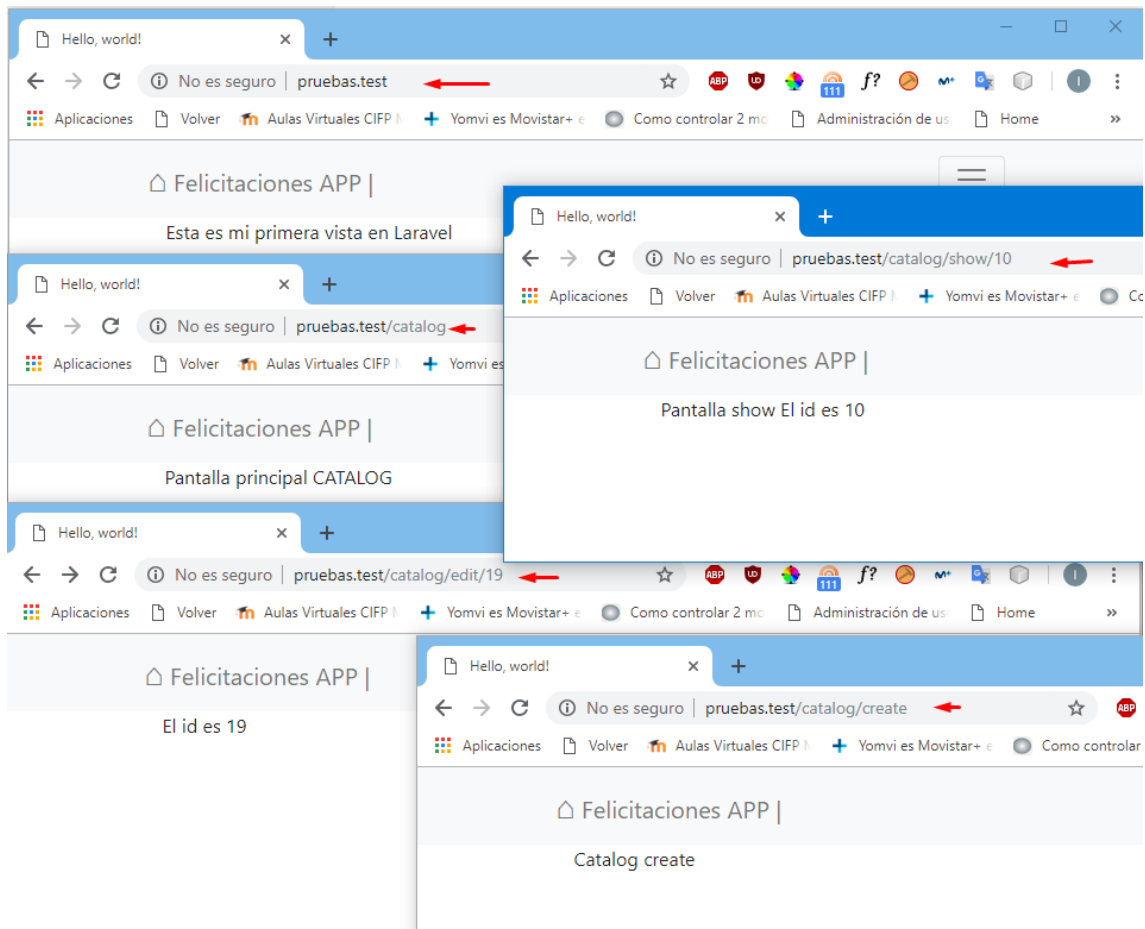 Hello, world!
No es seguro | pruebas.test
111
f?
ABP
I
Aplicaciones Volver Aulas Virtuales CIFP Yomvi es Movistar+ e Como controlar 2 mo Administración de us Home »
Felicitaciones APP |
Esta es mi primera vista en Laravel
Hello, world!
No es seguro | pruebas.test/catalog/show/10
Aplicaciones Volver Aulas Virtuales CIFP Yomvi es Movistar+ e Co
Felicitaciones APP |
Pantalla show El id es 10
Hello, world!
No es seguro | pruebas.test/catalog
Aplicaciones Volver Aulas Virtuales CIFP Yomvi es
Felicitaciones APP |
Pantalla principal CATALOG
Hello, world!
No es seguro | pruebas.test/catalog/edit/19
ABP
111
f?
I
Aplicaciones Volver Aulas Virtuales CIFP Yomvi es Movistar+ e Como controlar 2 mo Administración de us Home »
Felicitaciones APP |
El id es 19
Hello, world!
No es seguro | pruebas.test/catalog/create
ABP
Aplicaciones Volver Aulas Virtuales CIFP Yomvi es Movistar+ e Como controlar
Felicitaciones APP |
Catalog create